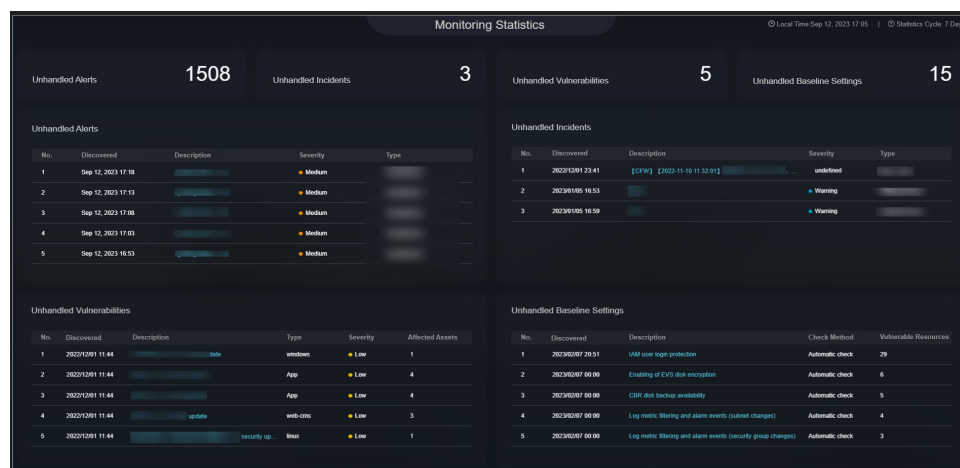 Monitoring Statistics
Local Time:Sep 12, 2023 17:05 | Statistics Cycle: 7 Day
Unhandled Alerts 1508
Unhandled Incidents 3
Unhandled Vulnerabilities 5
Unhandled Baseline Settings 15
Unhandled Alerts
No. Discovered Description Severity Type
1 Sep 12, 2023 17:18 Medium
2 Sep 12, 2023 17:13 Medium
3 Sep 12, 2023 17:08 Medium
4 Sep 12, 2023 17:03 Medium
5 Sep 12, 2023 16:53 Medium
Unhandled Incidents
No. Discovered Description Severity Type
1 2022/12/01 23:41 【CFW】 【2022-11-10 11:32:01】 ... undefined
2 2023/01/05 16:53 Warning
3 2023/01/05 16:59 Warning
Unhandled Vulnerabilities
No. Discovered Description Type Severity Affected Assets
1 2022/12/01 11:44 date windows Low 1
2 2022/12/01 11:44 App Low 4
3 2022/12/01 11:44 App Low 4
4 2022/12/01 11:44 update web-cms Low 3
5 2022/12/01 11:44 security up... linux Low 1
Unhandled Baseline Settings
No. Discovered Description Check Method Vulnerable Resources
1 2023/02/07 20:51 IAM user login protection Automatic check 29
2 2023/02/07 00:00 Enabling of EVS disk encryption Automatic check 6
3 2023/02/07 00:00 CBR disk backup availability Automatic check 5
4 2023/02/07 00:00 Log metric filtering and alarm events (subnet changes) Automatic check 4
5 2023/02/07 00:00 Log metric filtering and alarm events (security group changes) Automatic check 3